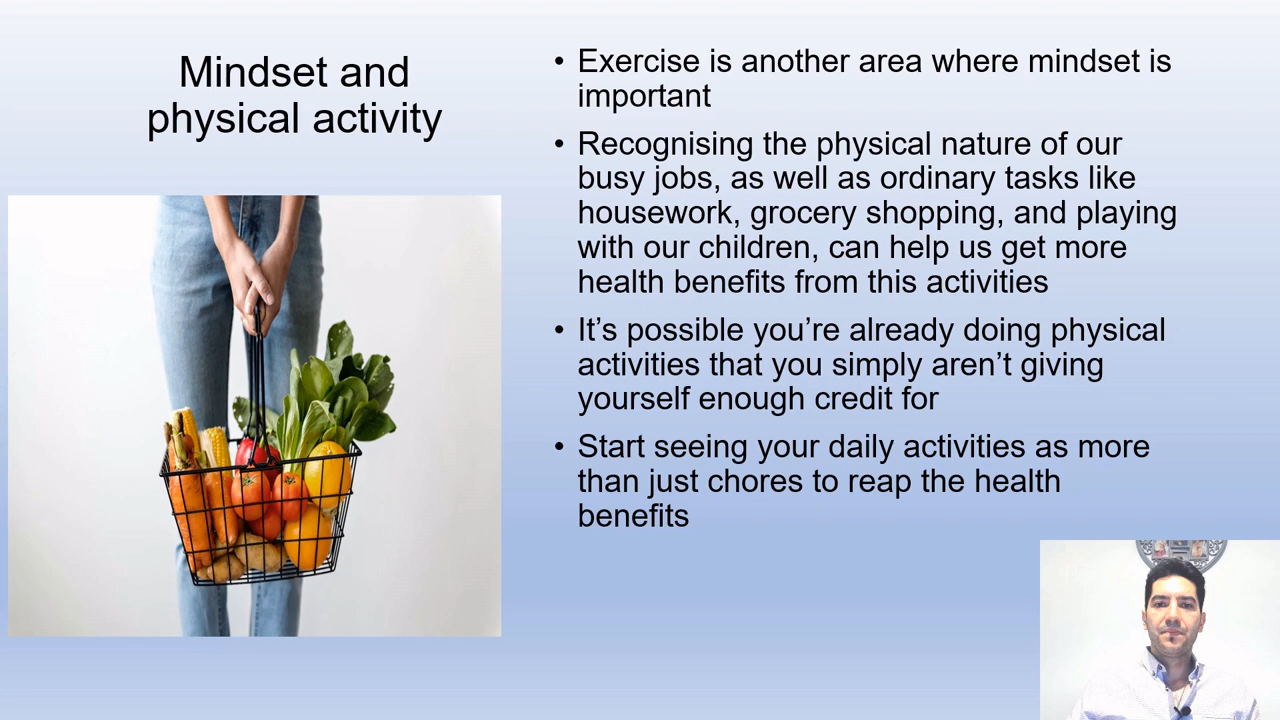 Mindset and
physical activity
• Exercise is another area where mindset is
important
• Recognising the physical nature of our
busy jobs, as well as ordinary tasks like
housework, grocery shopping, and playing
with our children, can help us get more
health benefits from this activities
• It’s possible you’re already doing physical
activities that you simply aren’t giving
yourself enough credit for
• Start seeing your daily activities as more
than just chores to reap the health
benefits